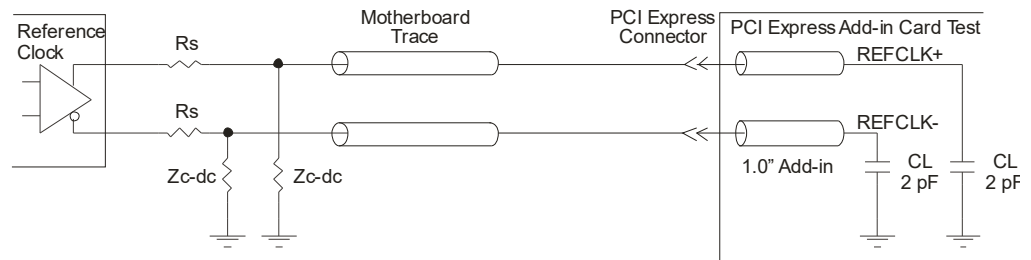 Reference
Clock
Rs
Rs
Zc-dc
Zc-dc
Motherboard
Trace
PCI Express
Connector
PCI Express Add-in Card Test
REFCLK+
REFCLK-
1.0" Add-in
CL
2 pF
CL
2 pF